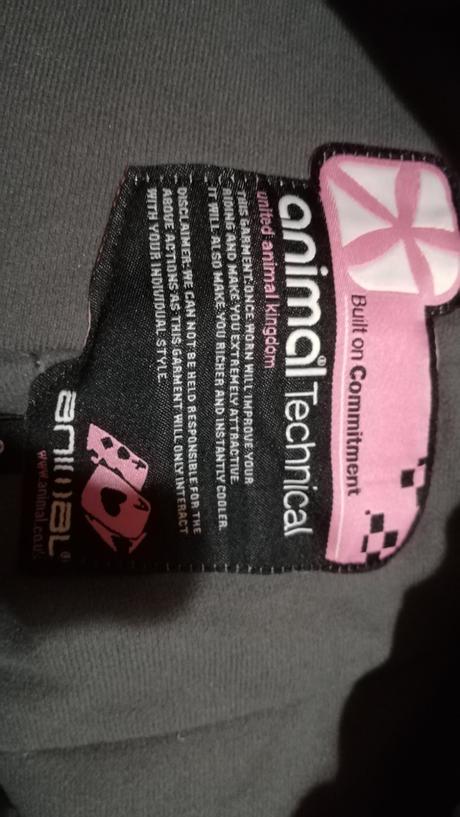 Built on Commitment
animal® Technical
united animal kingdom
THIS GARMENT ONCE WORN WILL IMPROVE YOUR
RIDING AND MAKE YOU EXTREMELY ATTRACTIVE.
IT WILL ALSO MAKE YOU RICHER AND INSTANTLY COOLER.
DISCLAIMER. WE CAN NOT BE HELD RESPONSIBLE FOR THE
ABOVE ACTIONS AS THIS GARMENT WILL ONLY INTERACT
WITH YOUR INDIVIDUAL STYLE.
A
animal®
www.animal.co.uk